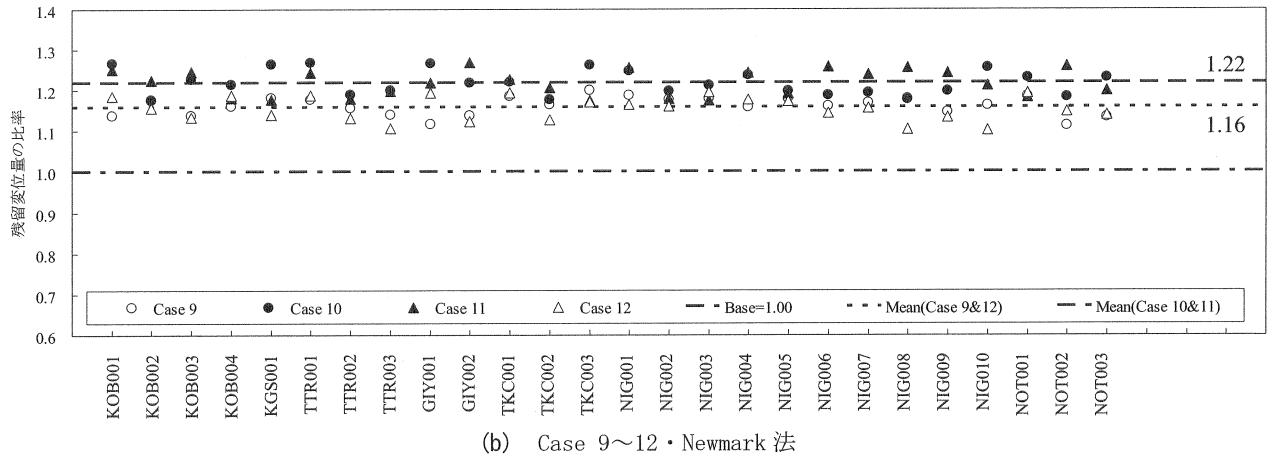 1.4
1.3
1.2
1.1
1.0
0.9
0.8
0.7
0.6
残留変位量の比率
1.22
1.16
Case 9 Case 10 Case 11 Case 12 Base=1.00 Mean(Case 9&12) Mean(Case 10&11)
KOB001
KOB002
KOB003
KOB004
KGS001
TTR001
TTR002
TTR003
GIY001
GIY002
TKC001
TKC002
TKC003
NIG001
NIG002
NIG003
NIG004
NIG005
NIG006
NIG007
NIG008
NIG009
NIG010
NOT001
NOT002
NOT003
(b) Case 9～12・Newmark 法